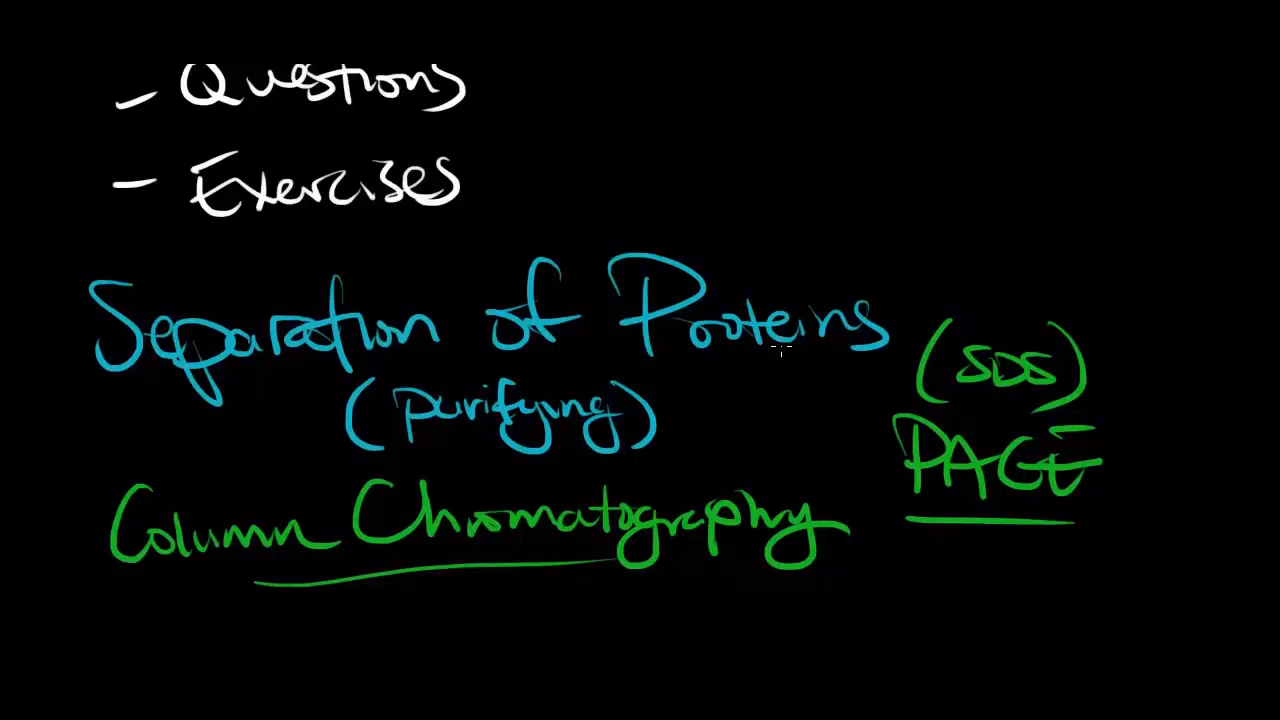 - Questions
- Exercises
Separation of Proteins
(purifying)
Column Chromatography
(SDS)
PAGE